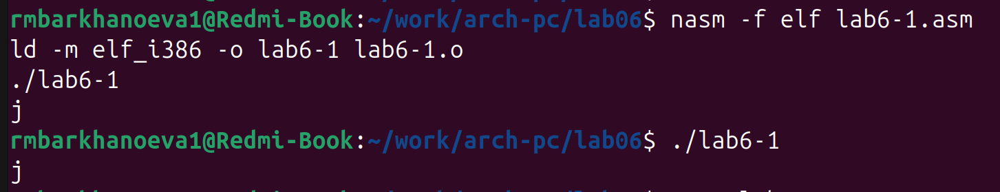 rmbarkhanoeva1@Redmi-Book:~/work/arch-pc/lab06$ nasm -f elf lab6-1.asm
ld -m elf_i386 -o lab6-1 lab6-1.o
./lab6-1
j
rmbarkhanoeva1@Redmi-Book:~/work/arch-pc/lab06$ ./lab6-1
j